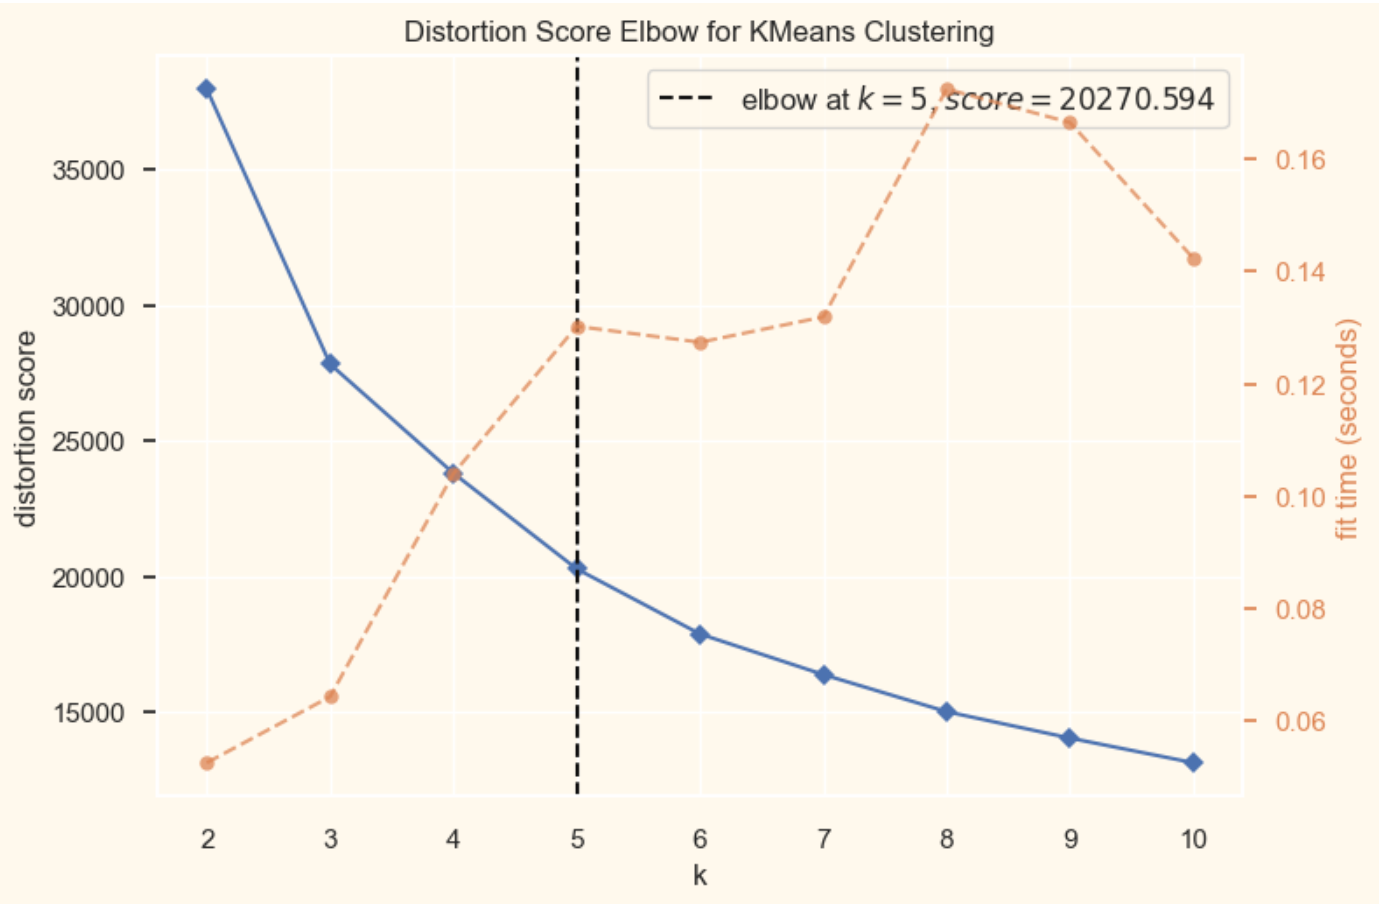 Distortion Score Elbow for KMeans Clustering
elbow at k = 5, score = 20270.594
distortion score
35000
30000
25000
20000
15000
0.16
0.14
0.12
0.10
0.08
0.06
fit time (seconds)
2 3 4 5 6 7 8 9 10
k